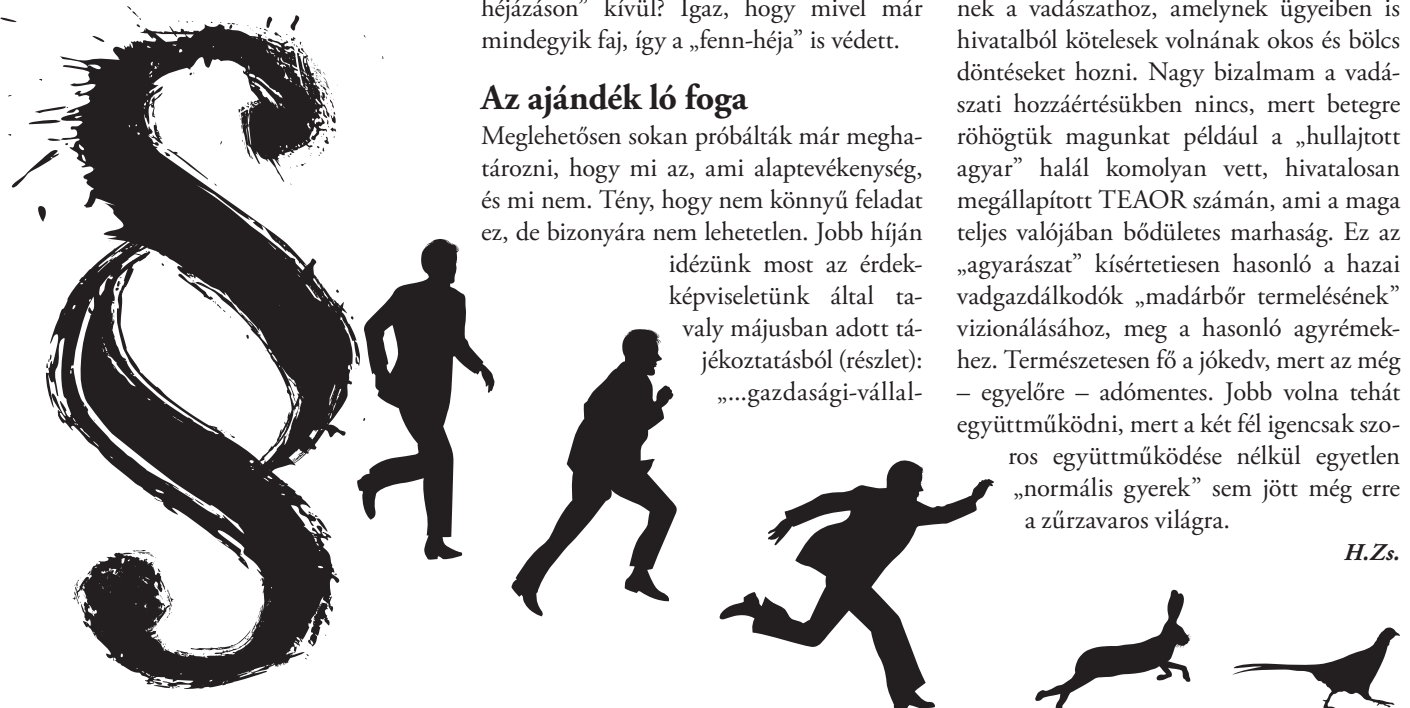 §
héjázáson” kívül? Igaz, hogy mivel már
mindegyik faj, így a „fenn-héja” is védett.
Az ajándék ló foga
Meglehetősen sokan próbálták már megha-
tározni, hogy mi az, ami alaptevékenység,
és mi nem. Tény, hogy nem könnyű feladat
ez, de bizonyára nem lehetetlen. Jobb híján
idézünk most az érdek-
képviseletünk által ta-
valy májusban adott tá-
jékoztatásból (részlet):
„...gazdasági-vállal-
nek a vadászathoz, amelynek ügyeiben is
hivatalból kötelesek volnának okos és bölcs
döntéseket hozni. Nagy bizalmam a vadá-
szati hozzáértésükben nincs, mert betegre
röhögtük magunkat például a „hullajtott
agyar” halál komolyan vett, hivatalosan
megállapított TEAOR számán, ami a maga
teljes valójában bődületes marhaság. Ez az
„agyarászat” kísértetiesen hasonló a hazai
vadgazdálkodók „madárbőr termelésének”
vizionálásához, meg a hasonló agyrémek-
hez. Természetesen fő a jókedv, mert az még
– egyelőre – adómentes. Jobb volna tehát
együttműködni, mert a két fél igencsak szo-
ros együttműködése nélkül egyetlen
„normális gyerek” sem jött még erre
a zűrzavaros világra.
H.Zs.